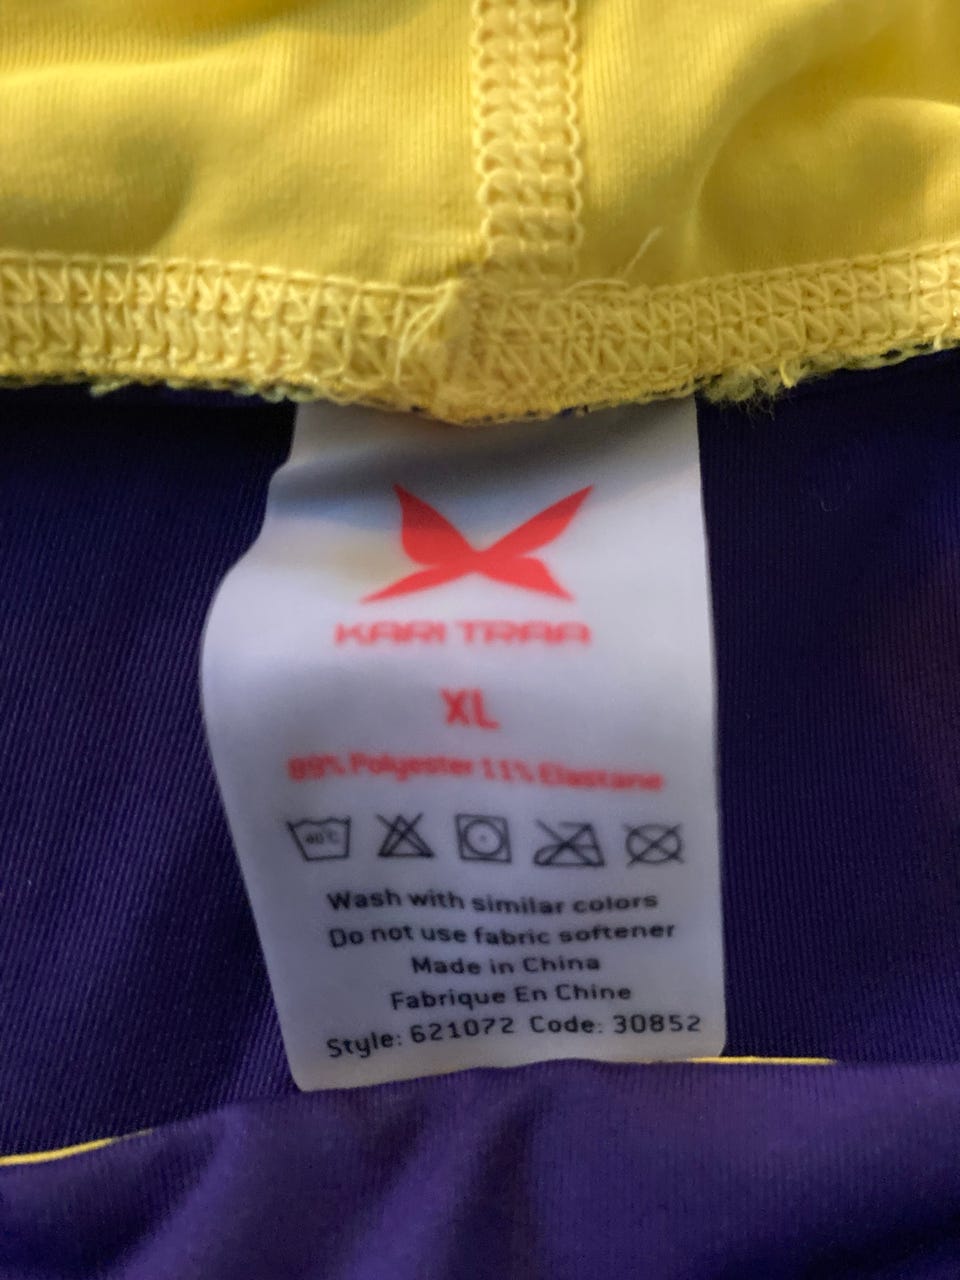 KARI TRAA
XL
89% Polyester 11% Elastane
40°C
Wash with similar colors
Do not use fabric softener
Made in China
Fabrique En Chine
Style: 621072 Code: 30852